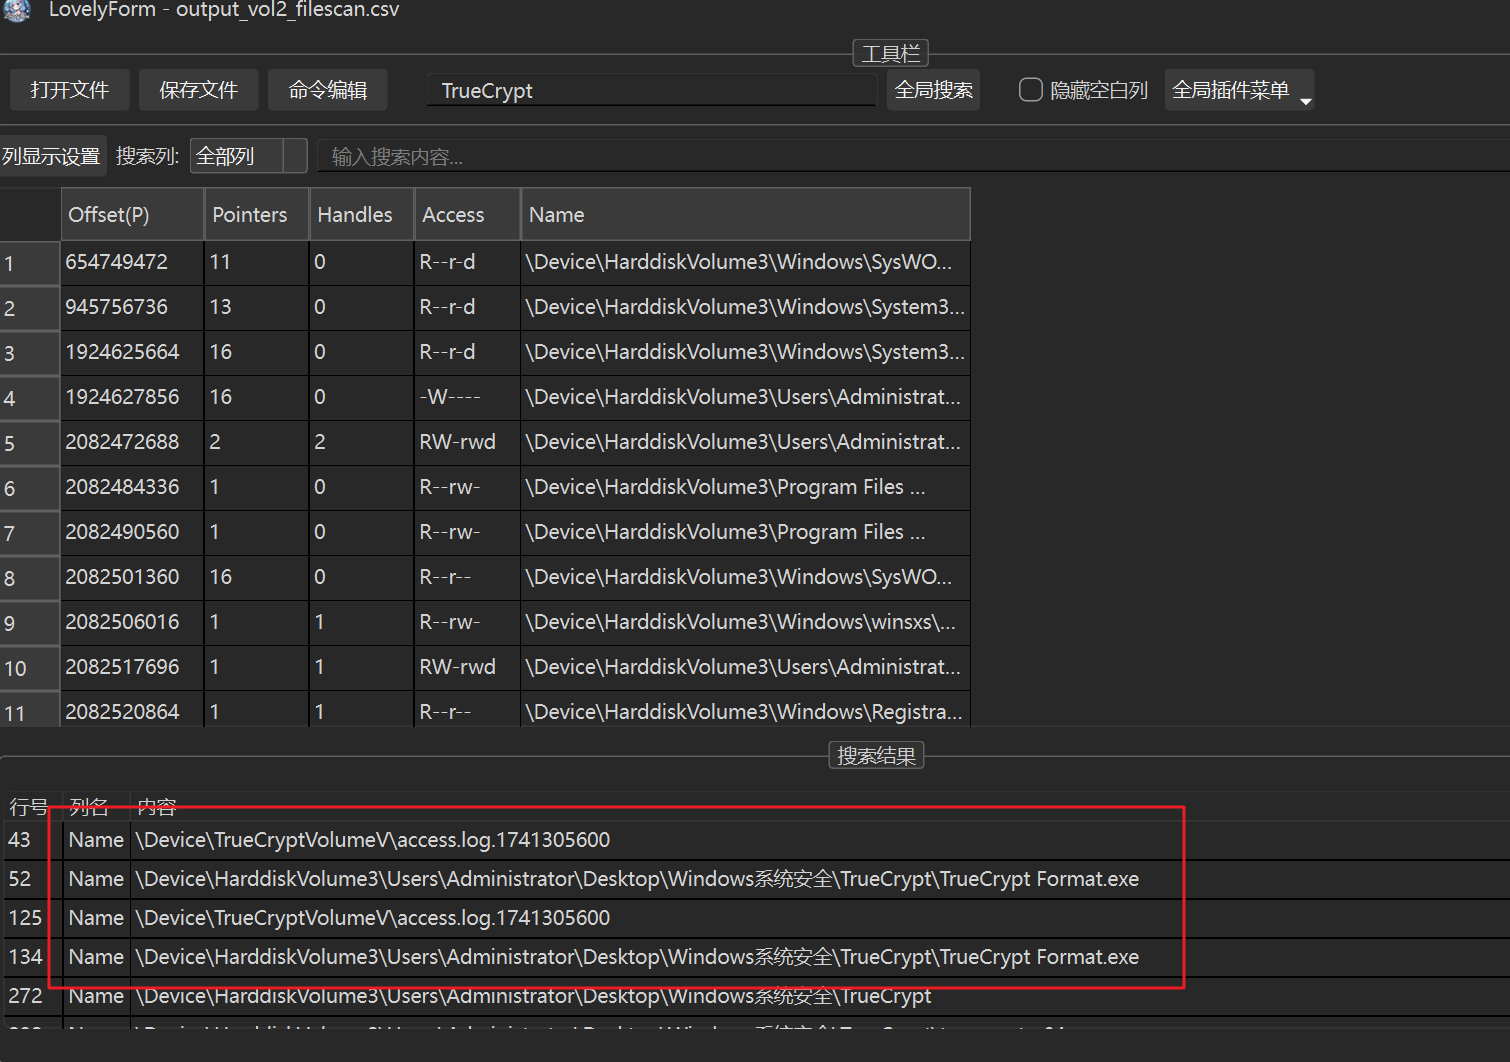 LovelyForm - output_vol2_filescan.csv
工具栏
打开文件 保存文件 命令编辑 TrueCrypt 全局搜索 隐藏空白列 全局插件菜单
列显示设置 搜索列: 全部列 输入搜索内容...
Offset(P) Pointers Handles Access Name
1 654749472 11 0 R--r-d \Device\HarddiskVolume3\Windows\SysWO...
2 945756736 13 0 R--r-d \Device\HarddiskVolume3\Windows\System3...
3 1924625664 16 0 R--r-d \Device\HarddiskVolume3\Windows\System3...
4 1924627856 16 0 -W---- \Device\HarddiskVolume3\Users\Administrat...
5 2082472688 2 2 RW-rwd \Device\HarddiskVolume3\Users\Administrat...
6 2082484336 1 0 R--rw- \Device\HarddiskVolume3\Program Files ...
7 2082490560 1 0 R--rw- \Device\HarddiskVolume3\Program Files ...
8 2082501360 16 0 R--r-- \Device\HarddiskVolume3\Windows\SysWO...
9 2082506016 1 1 R--rw- \Device\HarddiskVolume3\Windows\winsxs\...
10 2082517696 1 1 RW-rwd \Device\HarddiskVolume3\Users\Administrat...
11 2082520864 1 1 R--r-- \Device\HarddiskVolume3\Windows\Registra...
搜索结果
行号 列名 内容
43 Name \Device\TrueCryptVolumeV\access.log.1741305600
52 Name \Device\HarddiskVolume3\Users\Administrator\Desktop\Windows系统安全\TrueCrypt\TrueCrypt Format.exe
125 Name \Device\TrueCryptVolumeV\access.log.1741305600
134 Name \Device\HarddiskVolume3\Users\Administrator\Desktop\Windows系统安全\TrueCrypt\TrueCrypt Format.exe
272 Name \Device\HarddiskVolume3\Users\Administrator\Desktop\Windows系统安全\TrueCrypt